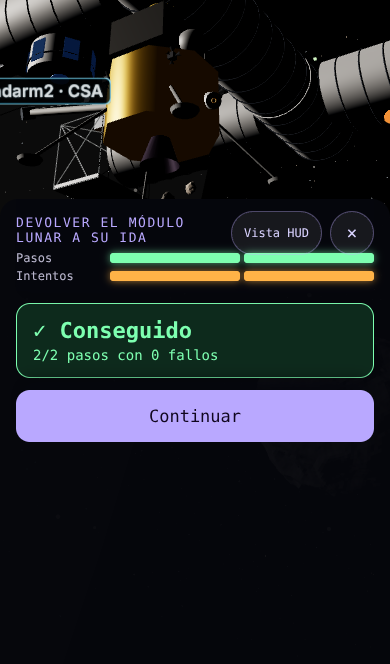 darm2 · CSA
DEVOLVER EL MÓDULO
LUNAR A SU IDA
Vista HUD
×
Pasos
Intentos
✓ Conseguido
2/2 pasos con 0 fallos
Continuar